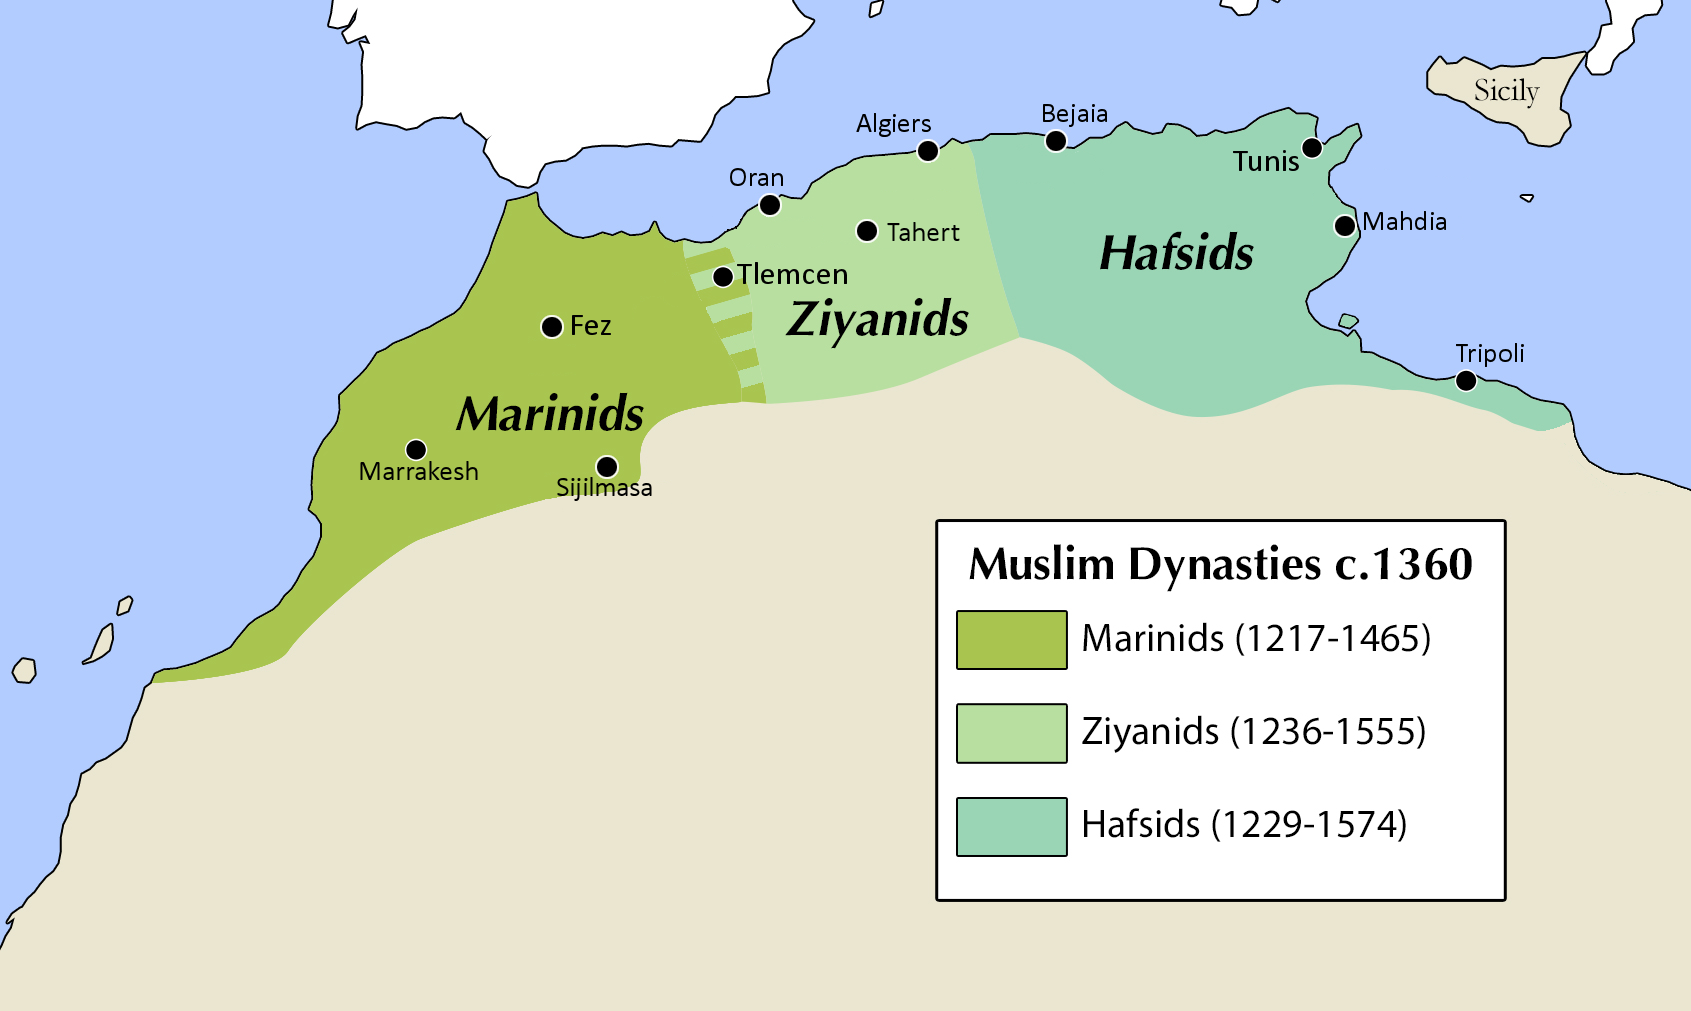 Sicily
Bejaia
Algiers
Tunis
Oran
Mahdia
Tahert
Hafsids
Tlemcen
Ziyanids
Fez
Tripoli
Marinids
Marrakesh
Sijilmasa
Muslim Dynasties c.1360
Marinids (1217-1465)
Ziyanids (1236-1555)
Hafsids (1229-1574)